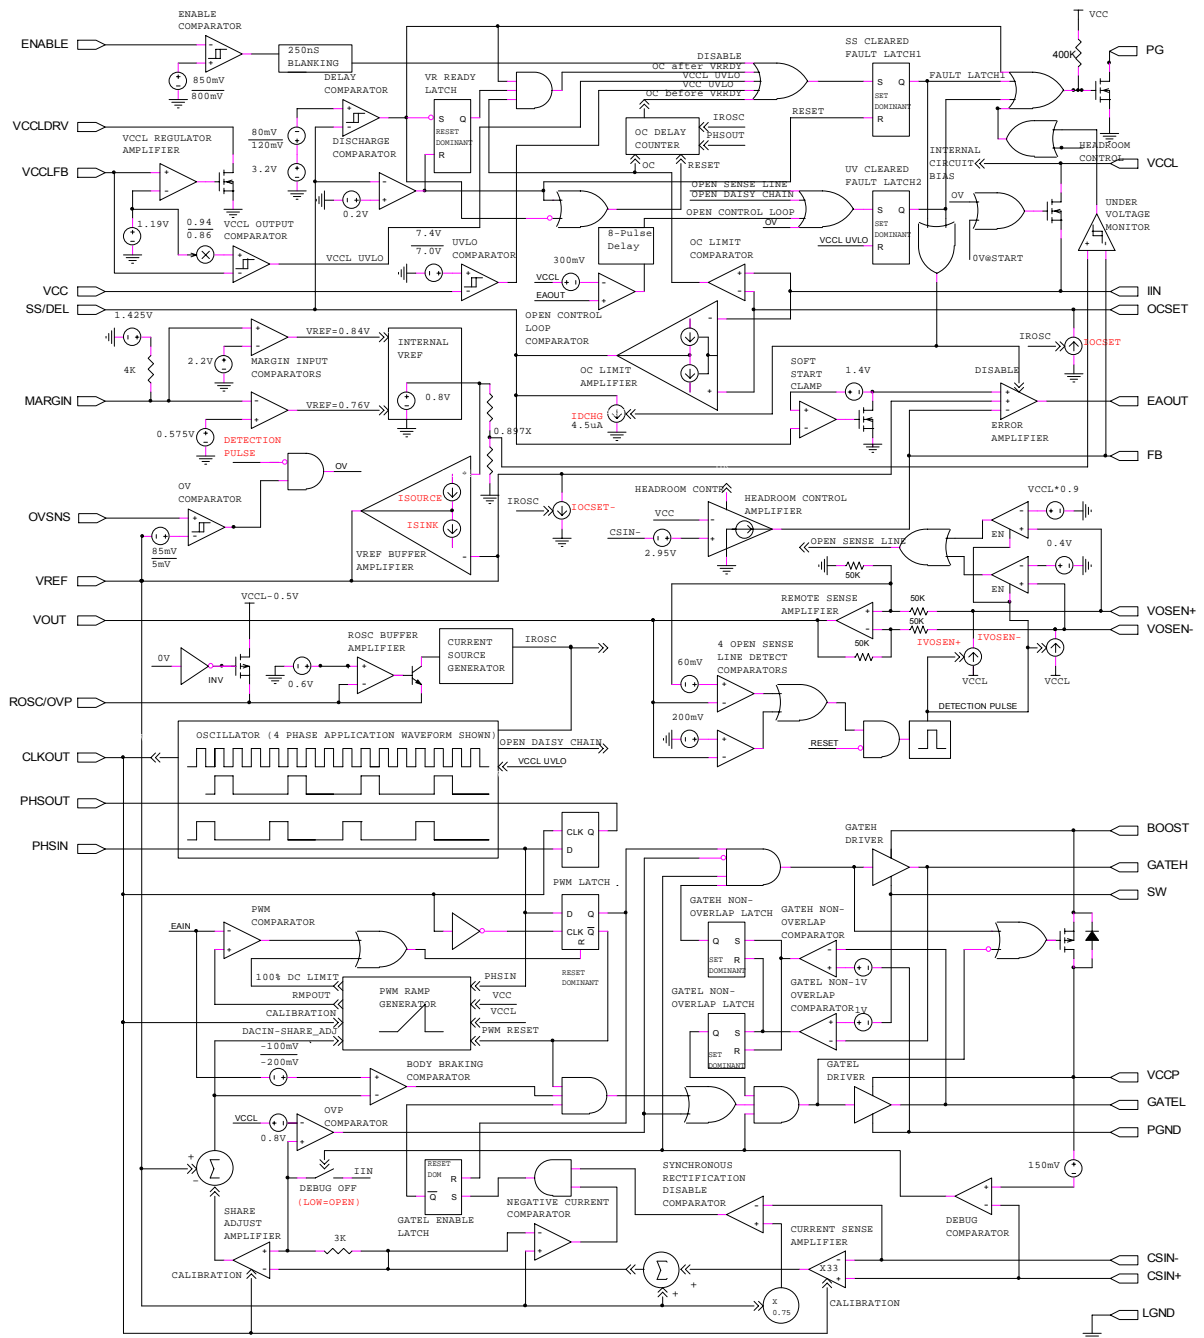 ENABLE
COMPARATOR
ENABLE
250nS
BLANKING
850mV
800mV
DELAY
COMPARATOR
VR READY
LATCH
S
Q
RESET
DOMINANT
R
DISABLE
OC after VRRDY
VCCL UVLO
VCC UVLO
OC before VRRDY
SS CLEARED
FAULT LATCH1
S
Q
SET
DOMINANT
R
FAULT LATCH1
VCC
400K
PG
VCCLDRV
VCCL REGULATOR
AMPLIFIER
80mV
120mV
DISCHARGE
COMPARATOR
3.2V
OC DELAY
COUNTER
IROSC
PHSOUT
RESET
OC
RESET
HEADROOM
CONTROL
INTERNAL
CIRCUIT
BIAS
VCCL
VCCLFB
0.2V
OPEN SENSE LINE
OPEN DAISY CHAIN
OPEN CONTROL LOOP
OV
UV CLEARED
FAULT LATCH2
S
Q
SET
DOMINANT
R
VCCL UVLO
OV
0V@START
UNDER
VOLTAGE
MONITOR
1.19V
0.94
0.86
VCCL OUTPUT
COMPARATOR
VCCL UVLO
7.4V
7.0V
UVLO
COMPARATOR
8-Pulse
Delay
300mV
VCCL
EAOUT
OPEN CONTROL
LOOP
COMPARATOR
OC LIMIT
COMPARATOR
VCC
SS/DEL
IIN
OCSET
1.425V
4K
2.2V
VREF=0.84V
MARGIN INPUT
COMPARATORS
INTERNAL
VREF
0.8V
OC LIMIT
AMPLIFIER
SOFT
START
CLAMP
1.4V
IROSC
IOCSET
DISABLE
MARGIN
VREF=0.76V
0.575V
0.897X
IDCHG
4.5uA
ERROR
AMPLIFIER
EAOUT
DETECTION
PULSE
OV
FB
OV
COMPARATOR
OVSNS
85mV
5mV
ISOURCE
ISINK
VREF BUFFER
AMPLIFIER
IROSC
IOCSET-
HEADROOM CONTR
HEADROOM CONTROL
AMPLIFIER
VCC
CSIN-
2.95V
OPEN SENSE LINE
VCCL*0.9
EN
0.4V
EN
VREF
VCCL-0.5V
50K
REMOTE SENSE
AMPLIFIER
50K
50K
50K
VOSEN+
VOUT
VOSEN-
IVOSEN+
IVOSEN-
VCCL
VCCL
0V
INV
ROSC BUFFER
AMPLIFIER
0.6V
CURRENT
SOURCE
GENERATOR
IROSC
60mV
4 OPEN SENSE
LINE DETECT
COMPARATORS
200mV
RESET
DETECTION PULSE
ROSC/OVP
OSCILLATOR (4 PHASE APPLICATION WAVEFORM SHOWN)
OPEN DAISY CHAIN
VCCL UVLO
CLKOUT
PHSOUT
PHSIN
CLK
Q
D
PWM LATCH
D
Q
CLK
Q
R
RESET
DOMINANT
GATEH
DRIVER
BOOST
GATEH
SW
PWM
COMPARATOR
EAIN
100% DC LIMIT
RMPOUT
CALIBRATION
DACIN-SHARE_ADJ
PWM RAMP
GENERATOR
PHSIN
VCC
VCCL
PWM RESET
GATEH NON-
OVERLAP LATCH
Q
S
R
SET
DOMINANT
GATEH NON-
OVERLAP
COMPARATOR
1V
GATEL NON-
OVERLAP
COMPARATOR
1V
GATEL NON-
OVERLAP LATCH
Q
S
R
SET
DOMINANT
-100mV
-200mV
BODY BRAKING
COMPARATOR
GATEL
DRIVER
VCCP
GATEL
PGND
VCCL
0.8V
OVP
COMPARATOR
IIN
DEBUG OFF
(LOW=OPEN)
RESET
DOM
R
Q
S
GATEL ENABLE
LATCH
SYNCHRONOUS
RECTIFICATION
DISABLE
COMPARATOR
NEGATIVE CURRENT
COMPARATOR
150mV
DEBUG
COMPARATOR
SHARE
ADJUST
AMPLIFIER
3K
CALIBRATION
CURRENT SENSE
AMPLIFIER
X33
CALIBRATION
X
0.75
CSIN-
CSIN+
LGND